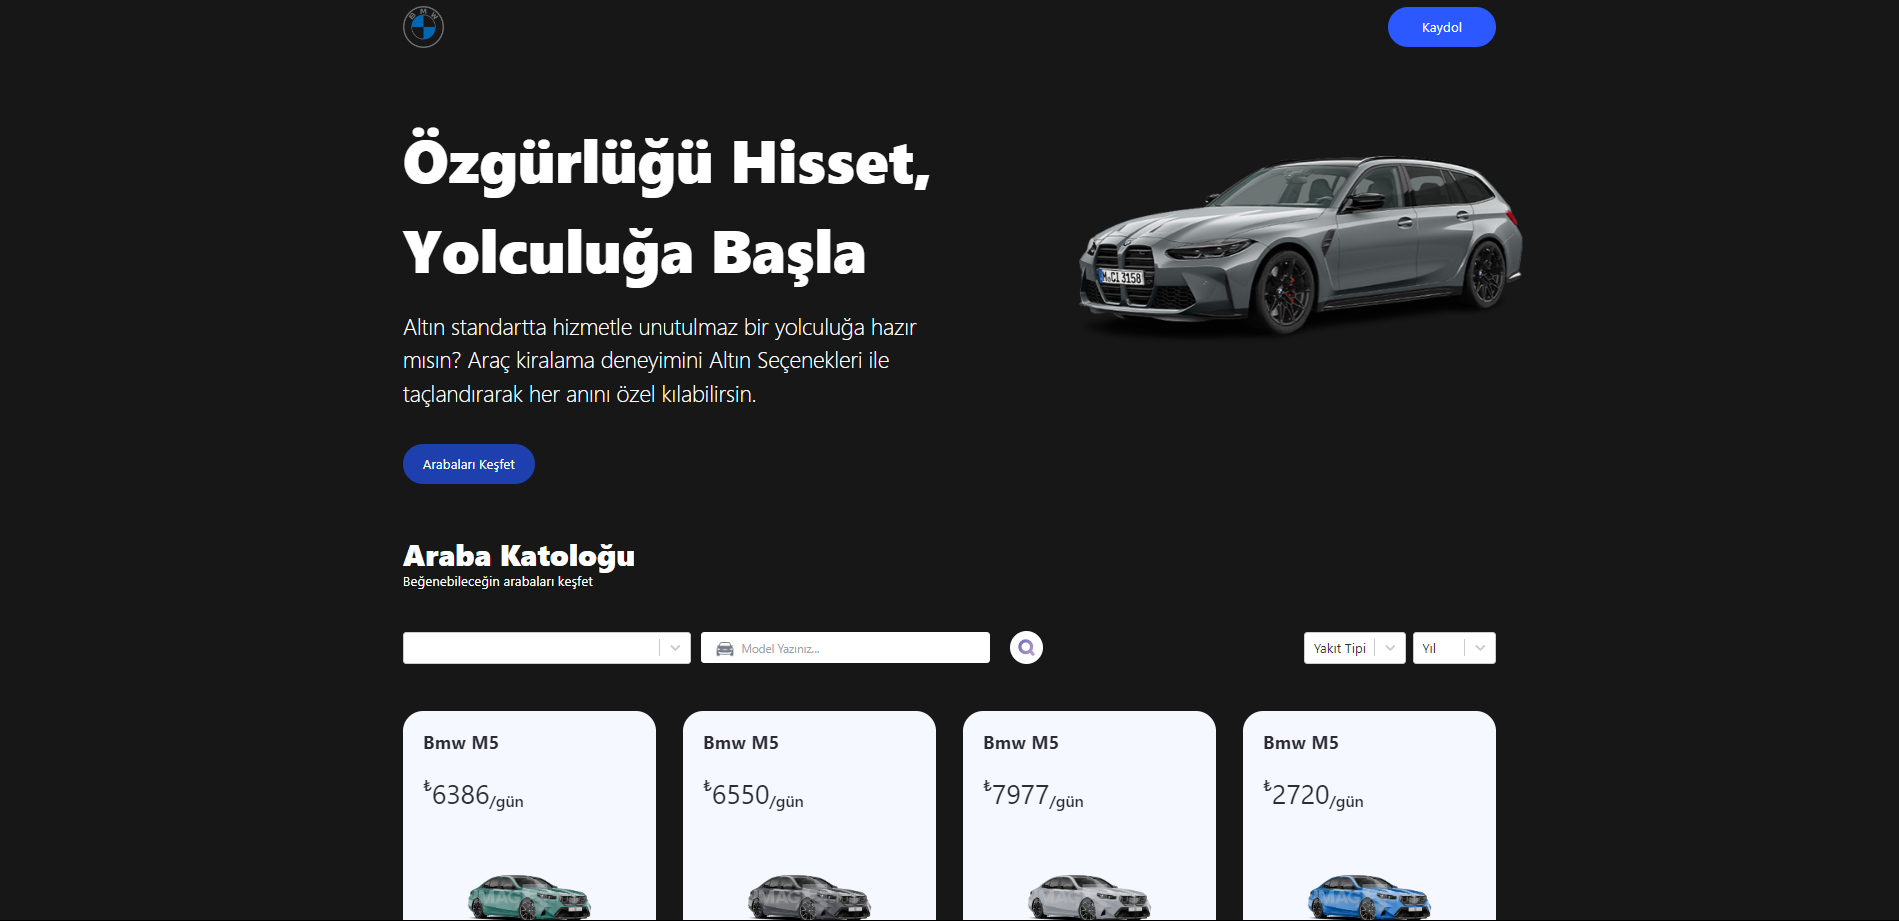 BMW
Kaydol
Özgürlüğü Hisset,
Yolculuğa Başla
M CI 3158
Altın standartta hizmetle unutulmaz bir yolculuğa hazır
mısın? Araç kiralama deneyimini Altın Seçenekleri ile
taçlandırarak her anını özel kılabilirsin.
Arabaları Keşfet
Araba Katoloğu
Beğenebileceğin arabaları keşfet
Model Yazınız...
Yakıt Tipi
Yıl
Bmw M5
₺6386/gün
Bmw M5
₺6550/gün
Bmw M5
₺7977/gün
Bmw M5
₺2720/gün